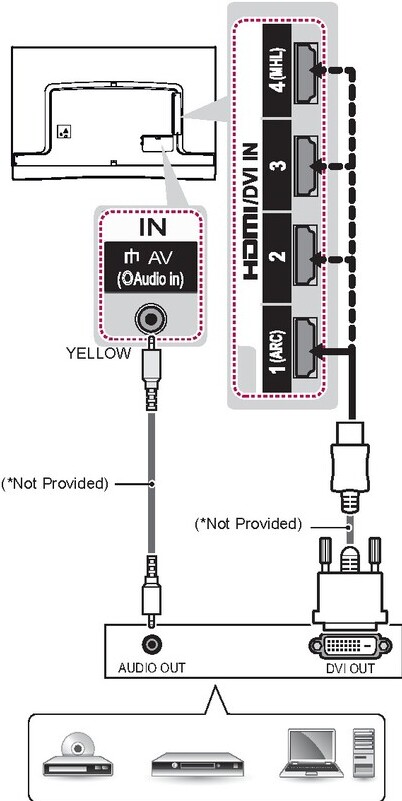 4 (MHL)
3
HDMI/DVI IN
2
1 (ARC)
IN
AV
(Audio in)
YELLOW
(*Not Provided)
(*Not Provided)
AUDIO OUT
DVI OUT